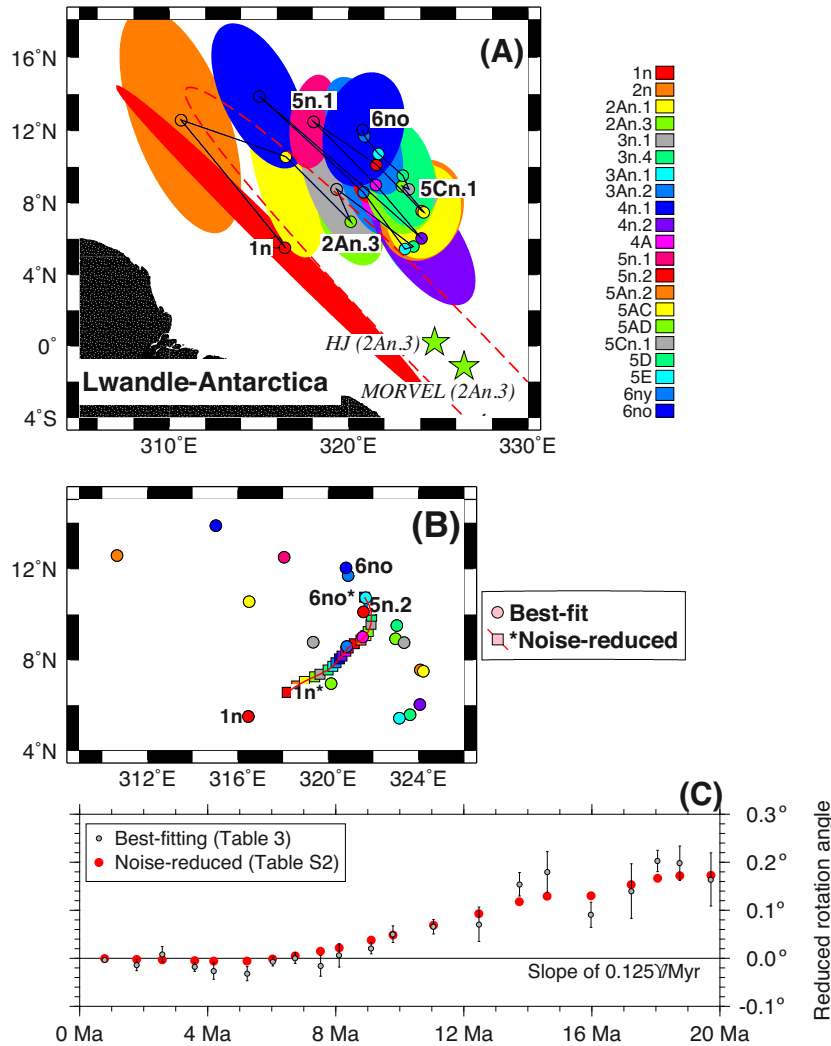 (A)
16°N
12°N
8°N
4°N
0°
4°S
5n.1
6no
5Cn.1
1n
2An.3
HJ (2An.3)
MORVEL (2An.3)
Lwandle-Antarctica
310°E
320°E
330°E
1n
2n
2An.1
2An.3
3n.1
3n.4
3An.1
3An.2
4n.1
4n.2
4A
5n.1
5n.2
5An.2
5AC
5AD
5Cn.1
5D
5E
6ny
6no
(B)
12°N
8°N
4°N
6no
6no*
5n.2
1n*
1n
Best-fit
*Noise-reduced
312°E
316°E
320°E
324°E
(C)
Best-fitting (Table 3)
Noise-reduced (Table S2)
0.3°
0.2°
0.1°
0.0°
-0.1°
Reduced rotation angle
Slope of 0.125Ỳ/Myr
0 Ma
4 Ma
8 Ma
12 Ma
16 Ma
20 Ma